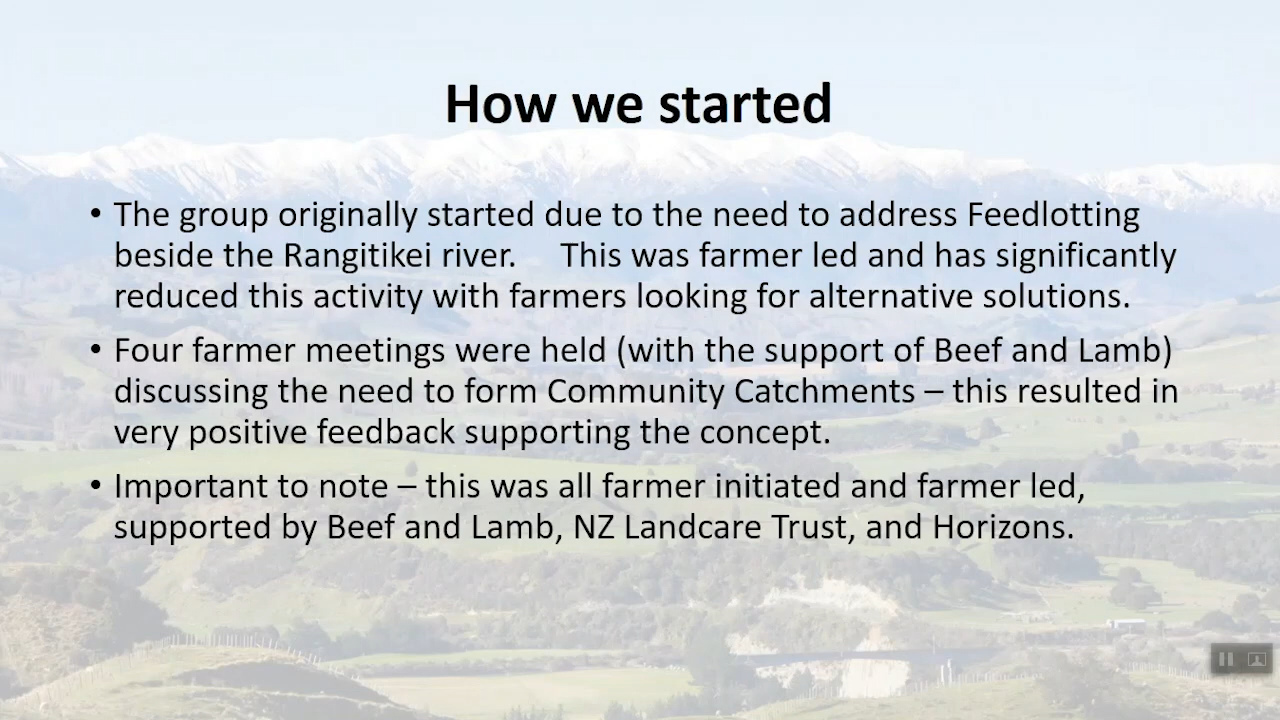 How we started
• The group originally started due to the need to address Feedlotting
beside the Rangitikei river. This was farmer led and has significantly
reduced this activity with farmers looking for alternative solutions.
• Four farmer meetings were held (with the support of Beef and Lamb)
discussing the need to form Community Catchments – this resulted in
very positive feedback supporting the concept.
• Important to note – this was all farmer initiated and farmer led,
supported by Beef and Lamb, NZ Landcare Trust, and Horizons.